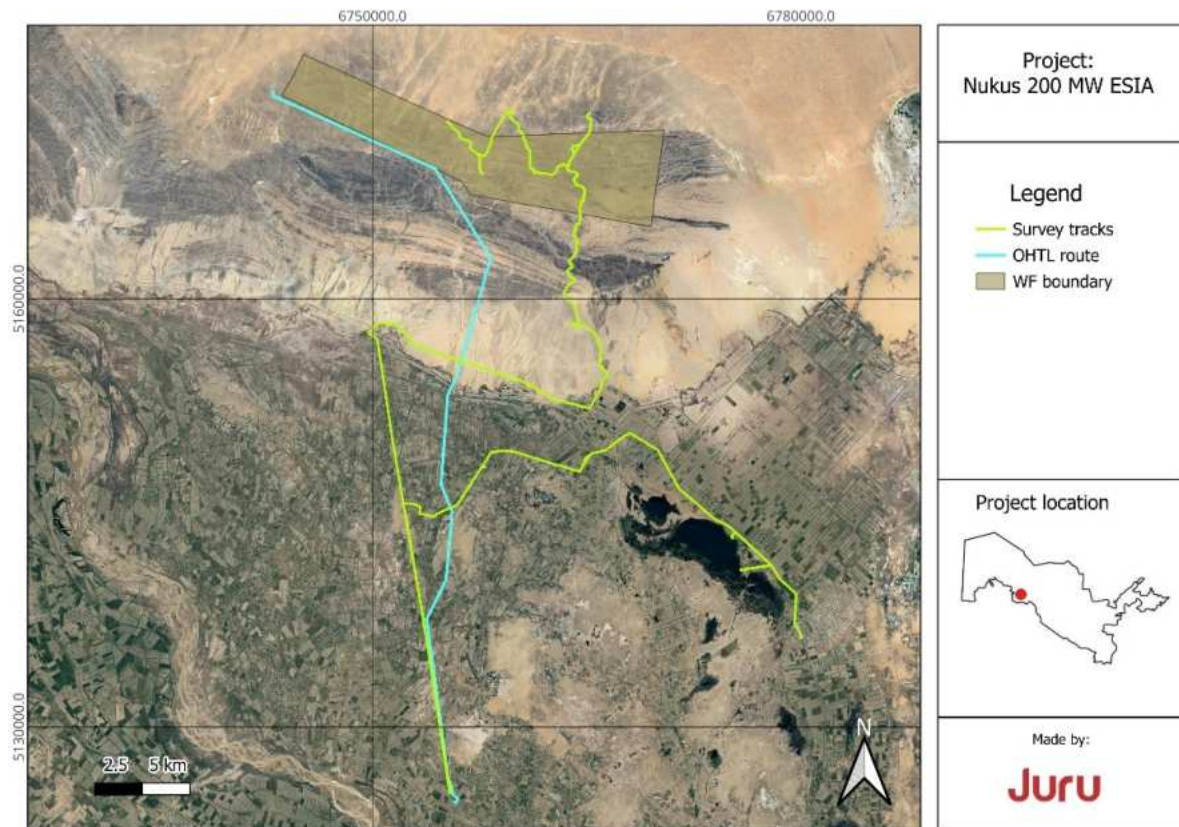 6750000.0
6780000.0
5160000.0
5130000.0
2.5 5 km
N
Project:
Nukus 200 MW ESIA
Legend
Survey tracks
OHTL route
WF boundary
Project location
Made by:
Juru